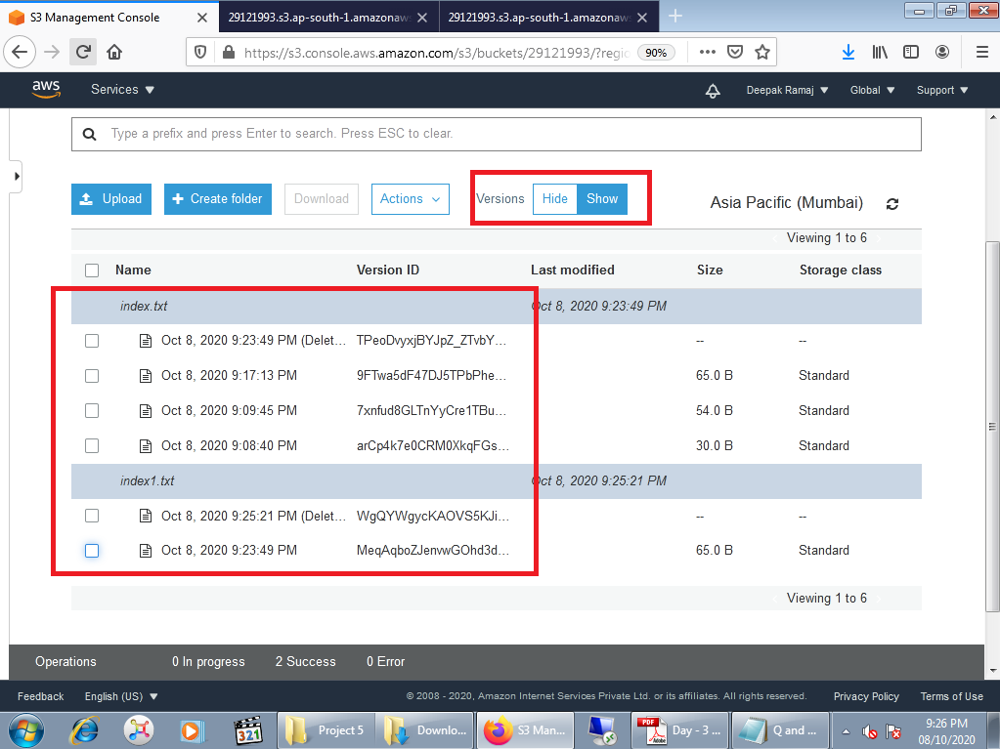 S3 Management Console
29121993.s3.ap-south-1.amazonaw
29121993.s3.ap-south-1.amazonaw
https://s3.console.aws.amazon.com/s3/buckets/29121993/?regi
90%
aws
Services
Deepak Ramaj
Global
Support
Type a prefix and press Enter to search. Press ESC to clear.
Upload
Create folder
Download
Actions
Versions
Hide
Show
Asia Pacific (Mumbai)
Viewing 1 to 6
Name Version ID Last modified Size Storage class
index.txt Oct 8, 2020 9:23:49 PM
Oct 8, 2020 9:23:49 PM (Delet... TPeoDvyxjBYJpZ_ZTvbY... -- --
Oct 8, 2020 9:17:13 PM 9FTwa5dF47DJ5TPbPhe... 65.0 B Standard
Oct 8, 2020 9:09:45 PM 7xnfud8GLTnYyCre1TBu... 54.0 B Standard
Oct 8, 2020 9:08:40 PM arCp4k7e0CRM0XkqFGs... 30.0 B Standard
index1.txt Oct 8, 2020 9:25:21 PM
Oct 8, 2020 9:25:21 PM (Delet... WgQYWgycKAOVS5KJi... -- --
Oct 8, 2020 9:23:49 PM MeqAqboZJenvwGOhd3d... 65.0 B Standard
Viewing 1 to 6
Operations 0 In progress 2 Success 0 Error
Feedback English (US) © 2008 - 2020, Amazon Internet Services Private Ltd. or its affiliates. All rights reserved. Privacy Policy Terms of Use
321
Project 5
Downlo...
S3 Man...
PDF
Adobe
Day - 3 ...
Q and ...
9:26 PM
08/10/2020